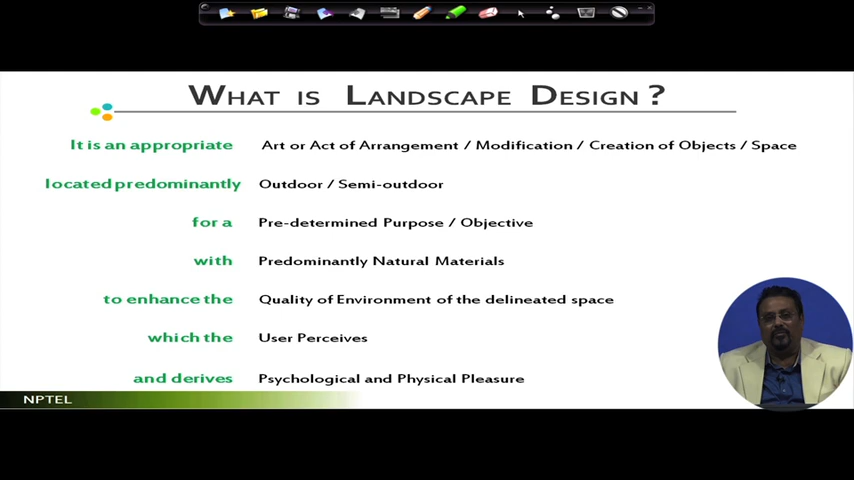 WHAT IS LANDSCAPE DESIGN ?
It is an appropriate Art or Act of Arrangement / Modification / Creation of Objects / Space
located predominantly Outdoor / Semi-outdoor
for a Pre-determined Purpose / Objective
with Predominantly Natural Materials
to enhance the Quality of Environment of the delineated space
which the User Perceives
and derives Psychological and Physical Pleasure
NPTEL